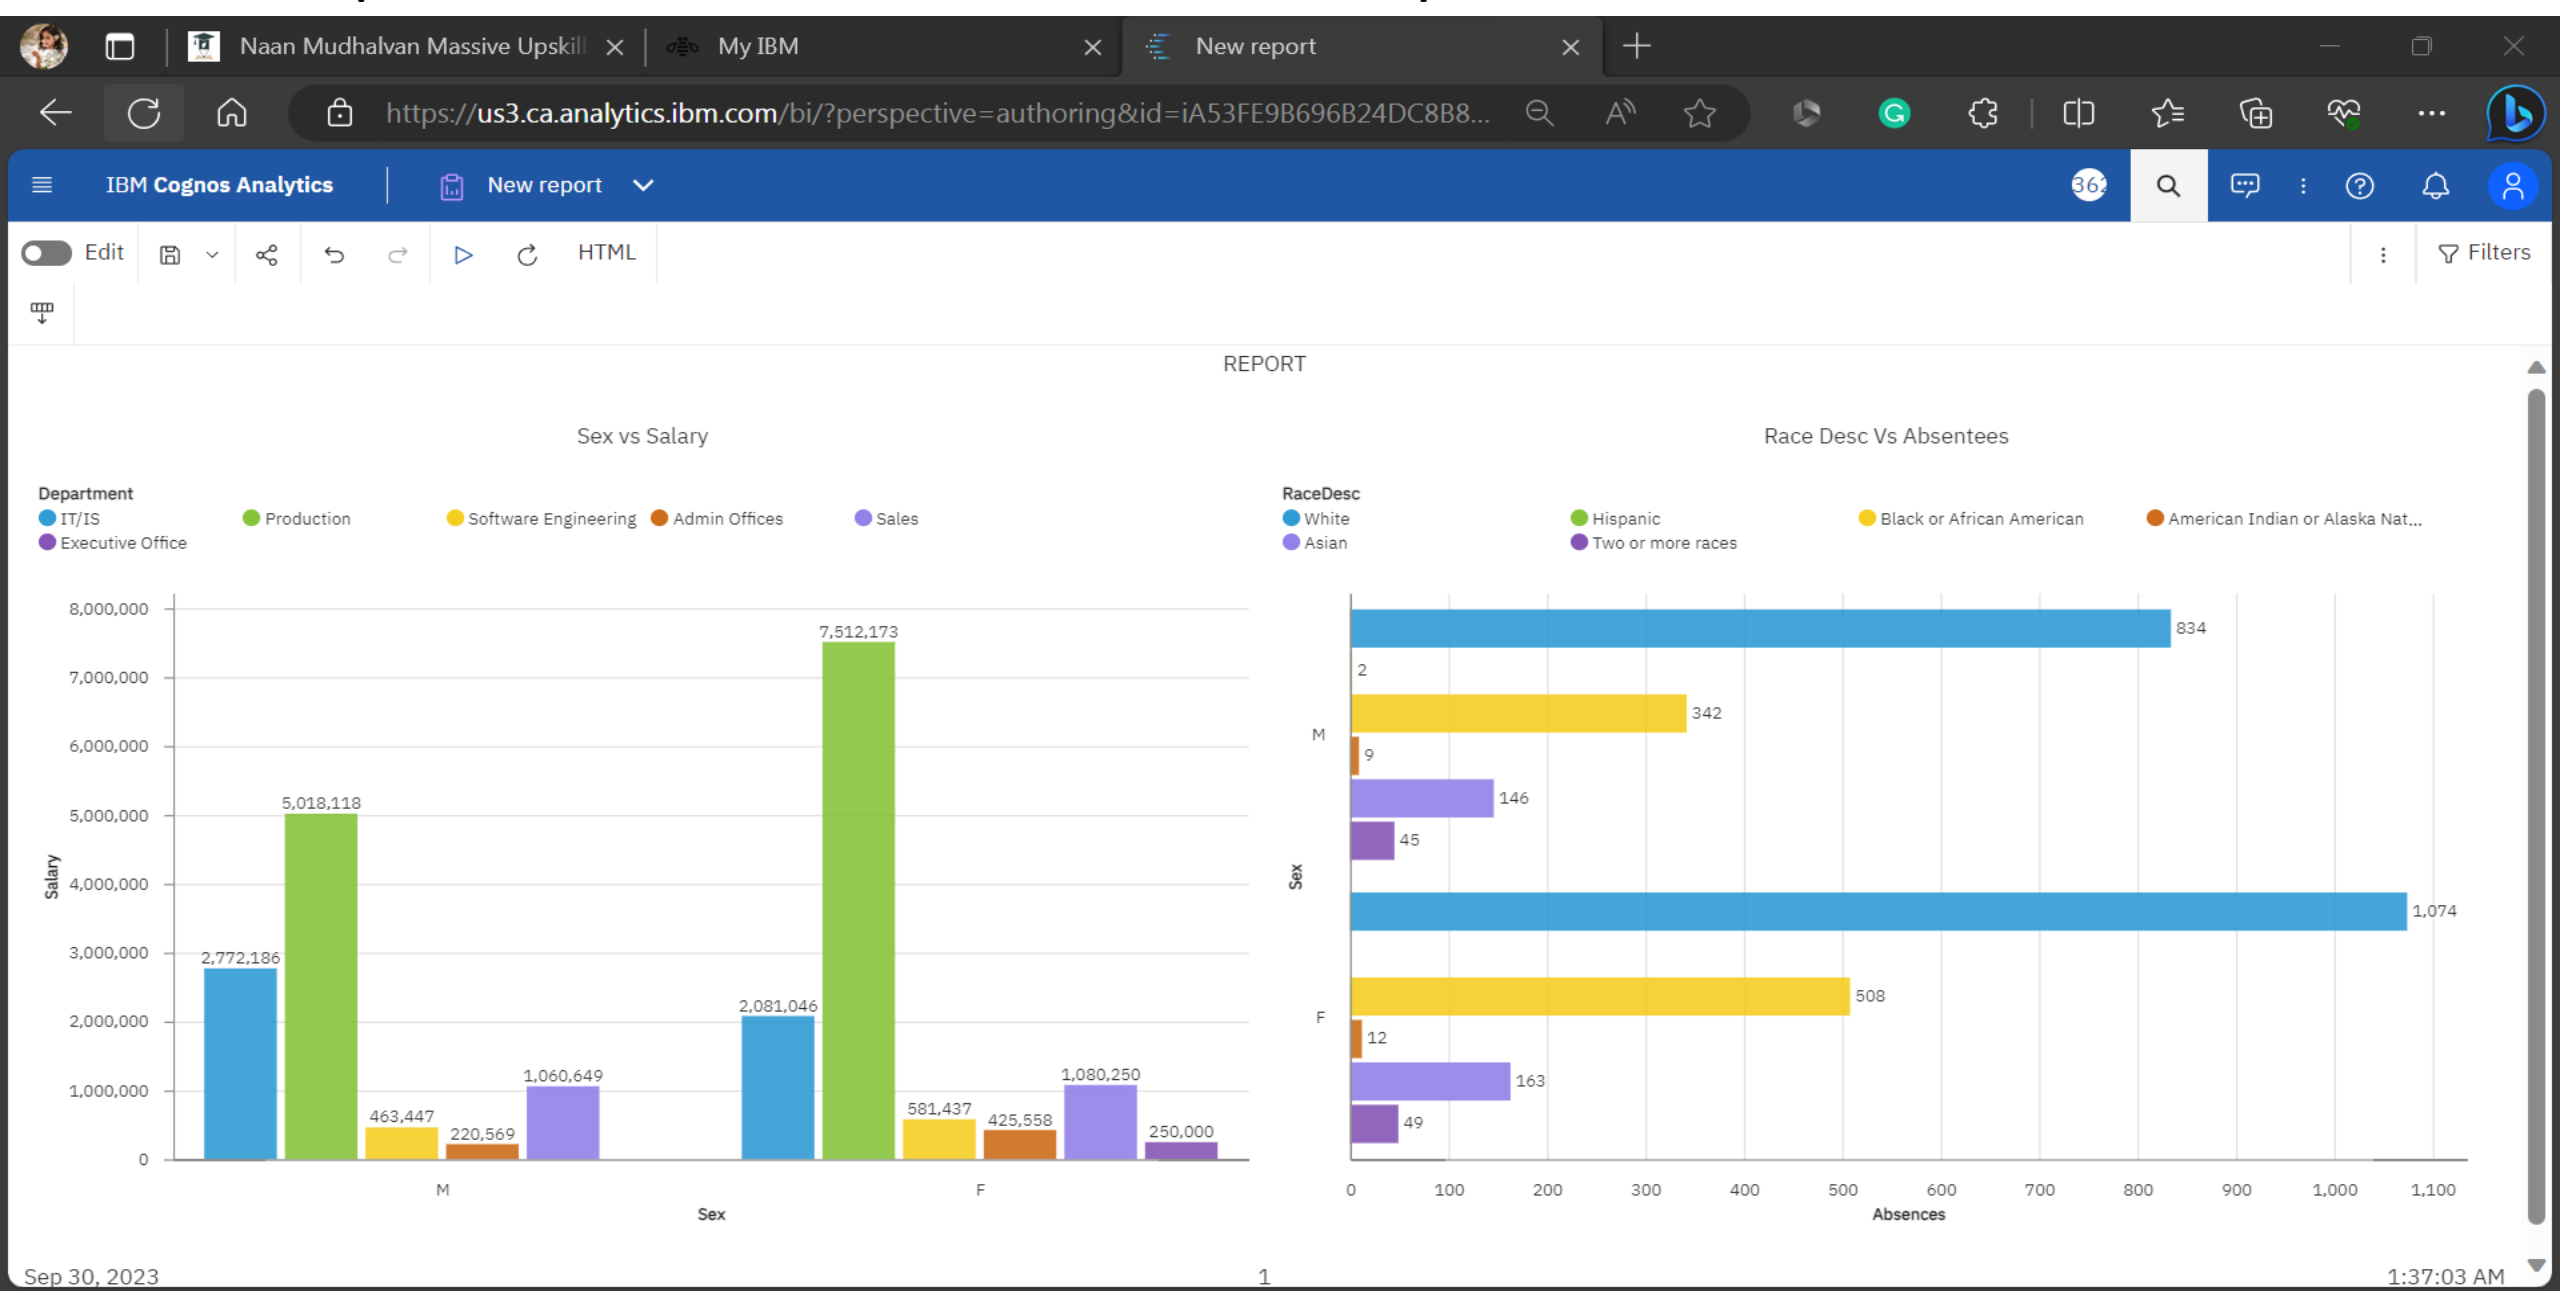 Naan Mudhalvan Massive Upskill
My IBM
New report
https://us3.ca.analytics.ibm.com/bi/?perspective=authoring&id=iA53FE9B696B24DC8B8...
IBM Cognos Analytics
New report
362
Edit
HTML
Filters
REPORT
Sex vs Salary
Department
IT/IS Production Software Engineering Admin Offices Sales
Executive Office
8,000,000
7,000,000
6,000,000
5,000,000
4,000,000
3,000,000
2,000,000
1,000,000
0
Salary
2,772,186
5,018,118
463,447
220,569
1,060,649
2,081,046
7,512,173
581,437
425,558
1,080,250
250,000
M F
Sex
Race Desc Vs Absentees
RaceDesc
White Hispanic Black or African American American Indian or Alaska Nat...
Asian Two or more races
Sex
M
834
2
342
9
146
45
F
1,074
508
12
163
49
0 100 200 300 400 500 600 700 800 900 1,000 1,100
Absences
Sep 30, 2023 1 1:37:03 AM